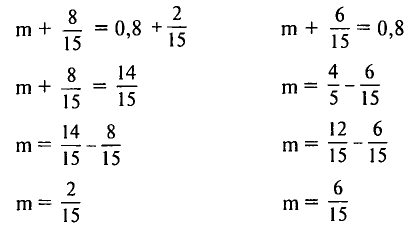 m + 8/15 = 0,8 + 2/15
m + 8/15 = 14/15
m = 14/15 - 8/15
m = 2/15
m + 6/15 = 0,8
m = 4/5 - 6/15
m = 12/15 - 6/15
m = 6/15